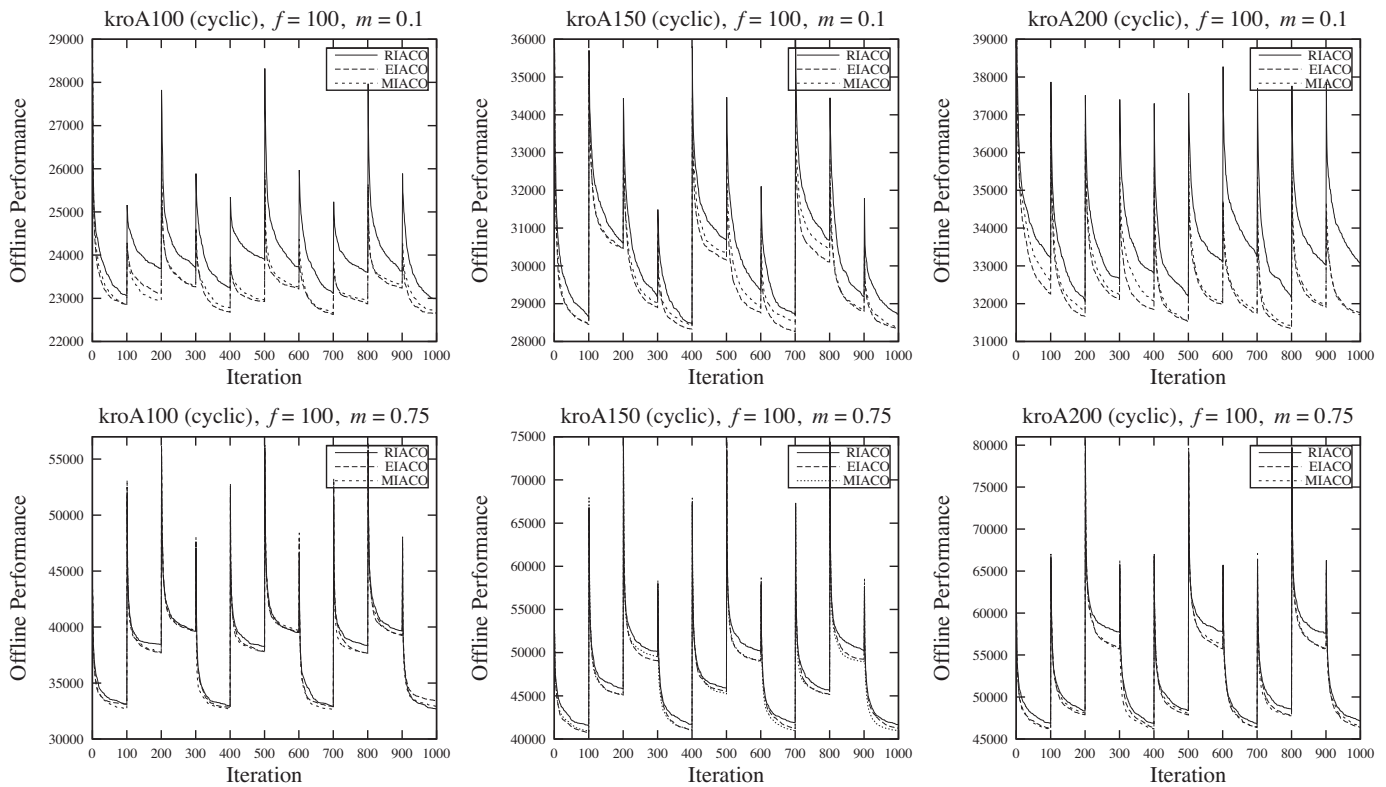 kroA100 (cyclic), f = 100, m = 0.1
29000
28000
27000
26000
25000
24000
23000
22000
Offline Performance
RIACO
EIACO
MIACO
0 100 200 300 400 500 600 700 800 900 1000
Iteration
kroA150 (cyclic), f = 100, m = 0.1
36000
35000
34000
33000
32000
31000
30000
29000
28000
Offline Performance
RIACO
EIACO
MIACO
0 100 200 300 400 500 600 700 800 900 1000
Iteration
kroA200 (cyclic), f = 100, m = 0.1
39000
38000
37000
36000
35000
34000
33000
32000
31000
Offline Performance
RIACO
EIACO
MIACO
0 100 200 300 400 500 600 700 800 900 1000
Iteration
kroA100 (cyclic), f = 100, m = 0.75
55000
50000
45000
40000
35000
30000
Offline Performance
RIACO
EIACO
MIACO
0 100 200 300 400 500 600 700 800 900 1000
Iteration
kroA150 (cyclic), f = 100, m = 0.75
75000
70000
65000
60000
55000
50000
45000
40000
Offline Performance
RIACO
EIACO
MIACO
0 100 200 300 400 500 600 700 800 900 1000
Iteration
kroA200 (cyclic), f = 100, m = 0.75
80000
75000
70000
65000
60000
55000
50000
45000
Offline Performance
RIACO
EIACO
MIACO
0 100 200 300 400 500 600 700 800 900 1000
Iteration